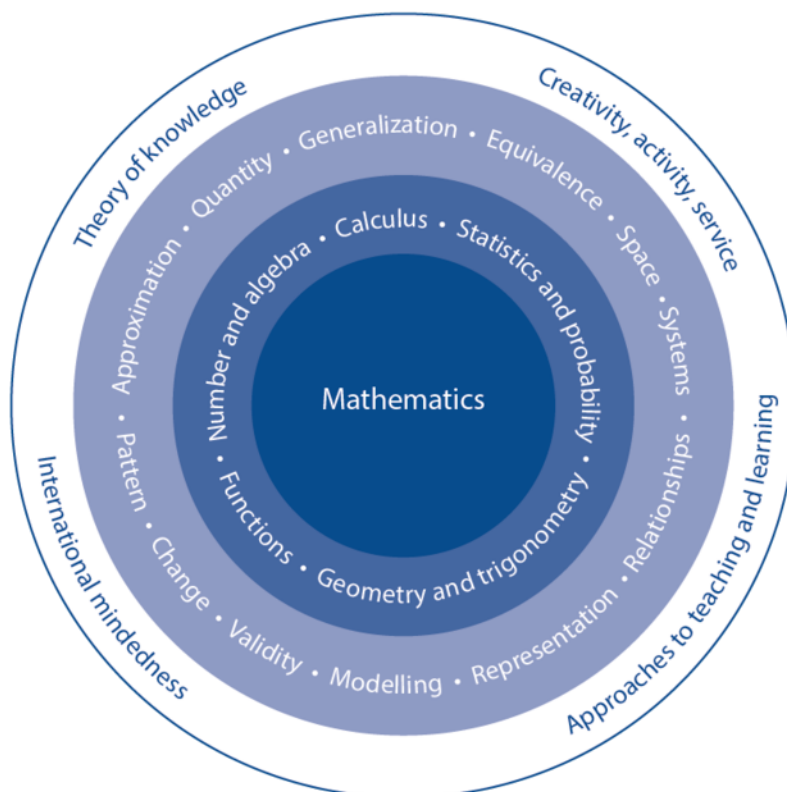 Theory of knowledge
Creativity, activity, service
Approaches to teaching and learning
International mindedness
Approximation • Quantity • Generalization • Equivalence • Space • Systems •
Relationships • Representation • Modelling • Validity • Change • Pattern •
Number and algebra • Calculus • Statistics and probability •
Geometry and trigonometry • Functions •
Mathematics